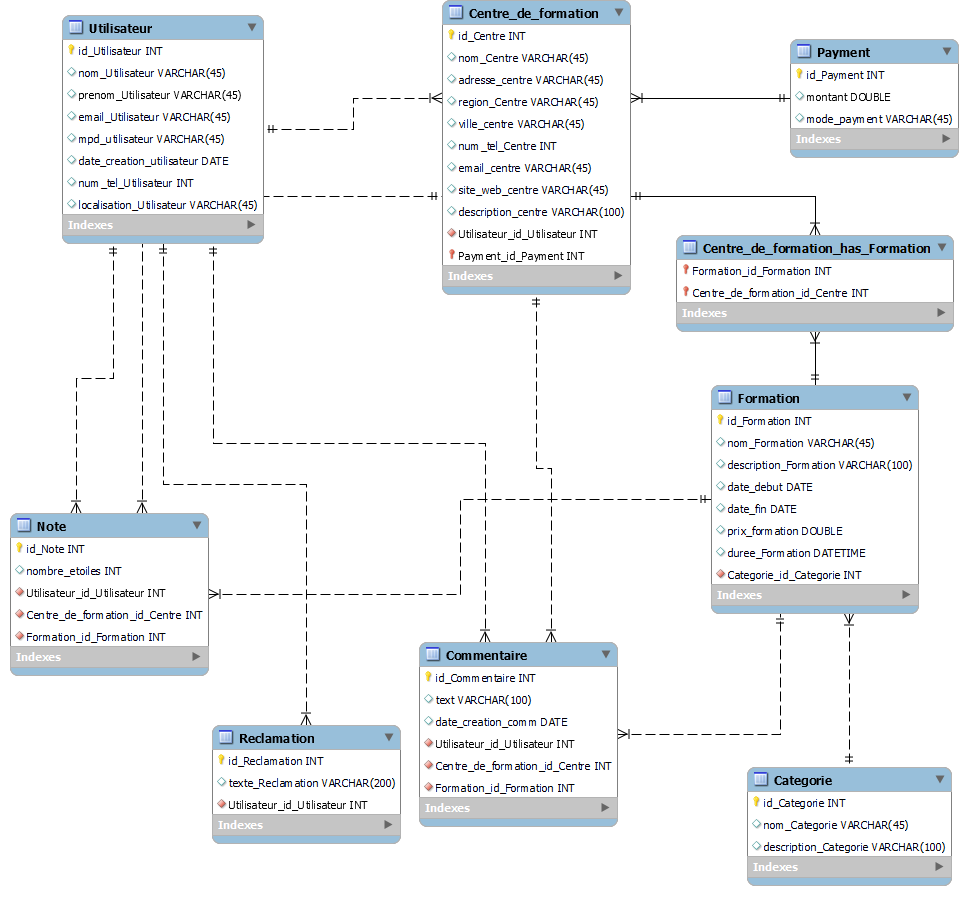 Utilisateur
id_Utilisateur INT
nom_Utilisateur VARCHAR(45)
prenom_Utilisateur VARCHAR(45)
email_Utilisateur VARCHAR(45)
mpd_utilisateur VARCHAR(45)
date_creation_utilisateur DATE
num_tel_Utilisateur INT
localisation_Utilisateur VARCHAR(45)
Indexes
Centre_de_formation
id_Centre INT
nom_Centre VARCHAR(45)
adresse_centre VARCHAR(45)
region_Centre VARCHAR(45)
ville_centre VARCHAR(45)
num_tel_Centre INT
email_centre VARCHAR(45)
site_web_centre VARCHAR(45)
description_centre VARCHAR(100)
Utilisateur_id_Utilisateur INT
Payment_id_Payment INT
Indexes
Payment
id_Payment INT
montant DOUBLE
mode_payment VARCHAR(45)
Indexes
Centre_de_formation_has_Formation
Formation_id_Formation INT
Centre_de_formation_id_Centre INT
Indexes
Formation
id_Formation INT
nom_Formation VARCHAR(45)
description_Formation VARCHAR(100)
date_debut DATE
date_fin DATE
prix_formation DOUBLE
duree_Formation DATETIME
Categorie_id_Categorie INT
Indexes
Note
id_Note INT
nombre_etoiles INT
Utilisateur_id_Utilisateur INT
Centre_de_formation_id_Centre INT
Formation_id_Formation INT
Indexes
Commentaire
id_Commentaire INT
text VARCHAR(100)
date_creation_comm DATE
Utilisateur_id_Utilisateur INT
Centre_de_formation_id_Centre INT
Formation_id_Formation INT
Indexes
Reclamation
id_Reclamation INT
texte_Reclamation VARCHAR(200)
Utilisateur_id_Utilisateur INT
Indexes
Categorie
id_Categorie INT
nom_Categorie VARCHAR(45)
description_Categorie VARCHAR(100)
Indexes